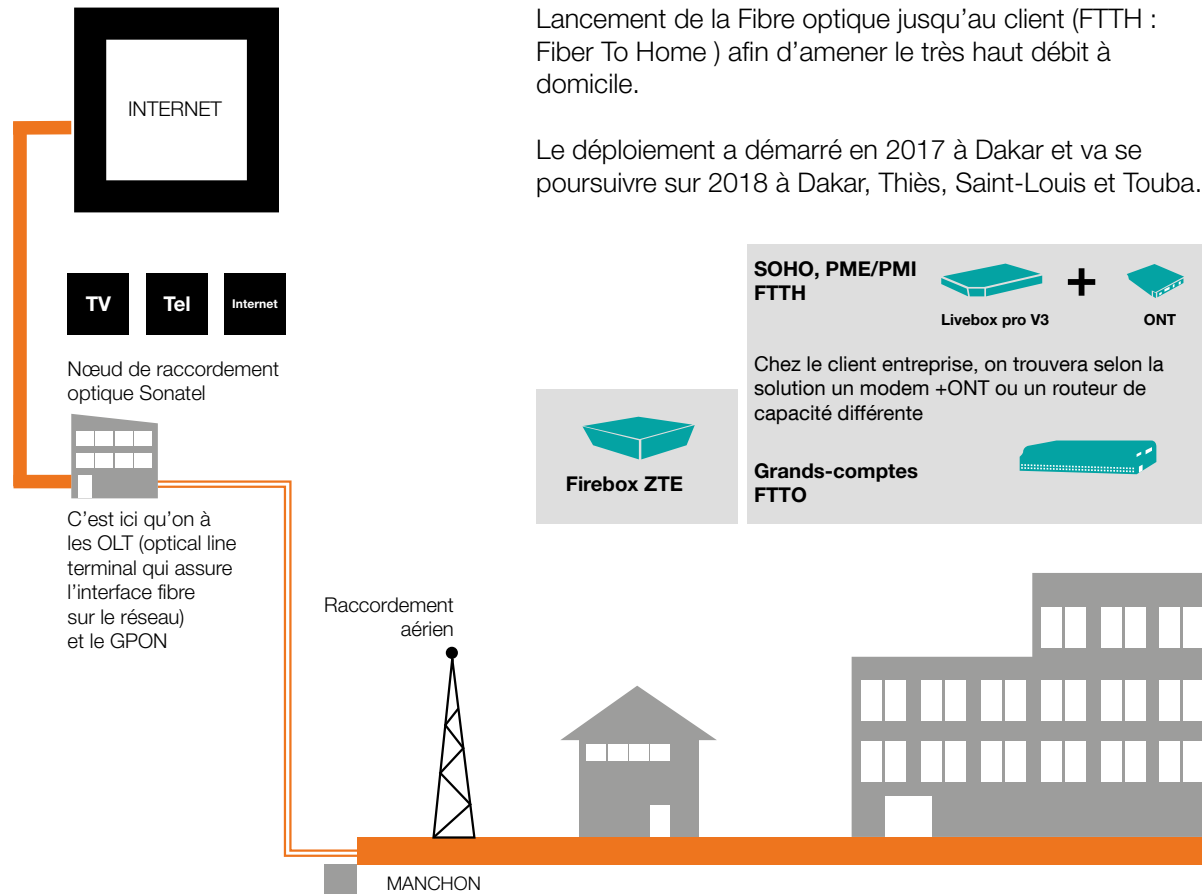 Lancement de la Fibre optique jusqu’au client (FTTH :
Fiber To Home ) afin d’amener le très haut débit à
domicile.
Le déploiement a démarré en 2017 à Dakar et va se
poursuivre sur 2018 à Dakar, Thiès, Saint-Louis et Touba.
INTERNET
TV
Tel
Internet
Nœud de raccordement
optique Sonatel
C’est ici qu’on à
les OLT (optical line
terminal qui assure
l’interface fibre
sur le réseau)
et le GPON
Raccordement
aérien
MANCHON
Firebox ZTE
SOHO, PME/PMI
FTTH
Livebox pro V3
+
ONT
Chez le client entreprise, on trouvera selon la
solution un modem +ONT ou un routeur de
capacité différente
Grands-comptes
FTTO